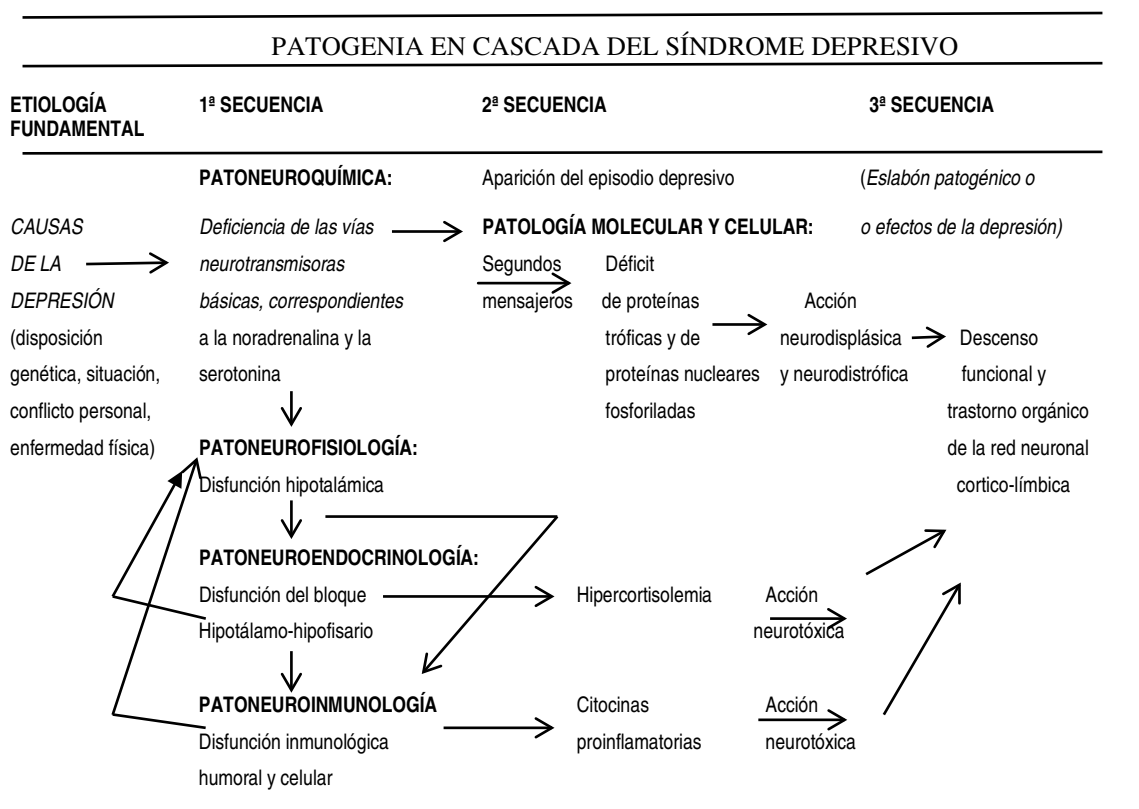 PATOGENIA EN CASCADA DEL SÍNDROME DEPRESIVO
ETIOLOGÍA FUNDAMENTAL
1ª SECUENCIA
2ª SECUENCIA
3ª SECUENCIA
CAUSAS
DE LA
DEPRESIÓN
(disposición
genética, situación,
conflicto personal,
enfermedad física)
PATONEUROQUÍMICA:
Deficiencia de las vías
neurotransmisoras
básicas, correspondientes
a la noradrenalina y la
serotonina
PATONEUROFISIOLOGÍA:
Disfunción hipotalámica
PATONEUROENDOCRINOLOGÍA:
Disfunción del bloque
Hipotálamo-hipofisario
PATONEUROINMUNOLOGÍA
Disfunción inmunológica
humoral y celular
Aparición del episodio depresivo
PATOLOGÍA MOLECULAR Y CELULAR:
Segundos
mensajeros
Déficit
de proteínas
tróficas y de
proteínas nucleares
fosforiladas
Acción
neurodisplásica
y neurodistrófica
Hipercortisolemia
Acción
neurotóxica
Citocinas
proinflamatorias
Acción
neurotóxica
(Eslabón patogénico o
o efectos de la depresión)
Descenso
funcional y
trastorno orgánico
de la red neuronal
cortico-límbica